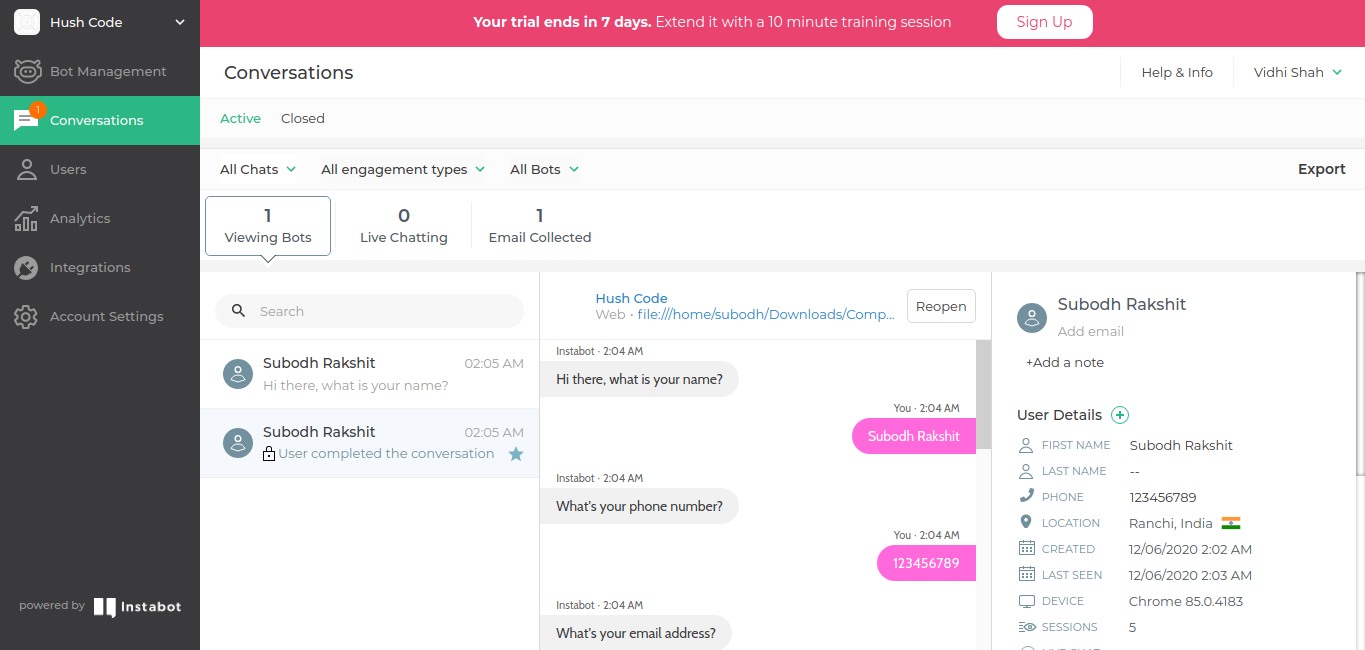 Hush Code
Your trial ends in 7 days. Extend it with a 10 minute training session
Sign Up
Bot Management
1
Conversations
Users
Analytics
Integrations
Account Settings
powered by Instabot
Conversations
Help & Info
Vidhi Shah
Active Closed
All Chats All engagement types All Bots
Export
1
Viewing Bots
0
Live Chatting
1
Email Collected
Search
Subodh Rakshit 02:05 AM
Hi there, what is your name?
Subodh Rakshit 02:05 AM
User completed the conversation
Hush Code
Web · file:///home/subodh/Downloads/Comp...
Reopen
Instabot · 2:04 AM
Hi there, what is your name?
You · 2:04 AM
Subodh Rakshit
Instabot · 2:04 AM
What's your phone number?
You · 2:04 AM
123456789
Instabot · 2:04 AM
What's your email address?
Subodh Rakshit
Add email
+Add a note
User Details
FIRST NAME Subodh Rakshit
LAST NAME --
PHONE 123456789
LOCATION Ranchi, India
CREATED 12/06/2020 2:02 AM
LAST SEEN 12/06/2020 2:03 AM
DEVICE Chrome 85.0.4183
SESSIONS 5